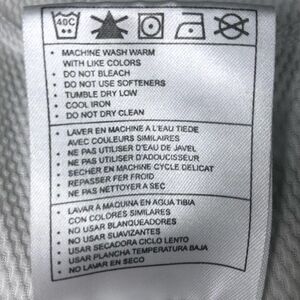 40C
• MACHINE WASH WARM
WITH LIKE COLORS
• DO NOT BLEACH
• DO NOT USE SOFTENERS
• TUMBLE DRY LOW
• COOL IRON
• DO NOT DRY CLEAN
• LAVER EN MACHINE A L'EAU TIEDE
AVEC COULEURS SIMILAIRES
• NE PAS UTILISER D'EAU DE JAVEL
• NE PAS UTILISER D'ADOUCISSEUR
• SECHER EN MACHINE CYCLE DELICAT
• REPASSER FER FROID
• NE PAS NETTOYER A SEC
• LAVAR A MAQUINA EN AGUA TIBIA
CON COLORES SIMILARES
• NO USAR BLANQUEADORES
• NO USAR SUAVIZANTES
• USAR SECADORA CICLO LENTO
• USAR PLANCHA TEMPERATURA BAJA
• NO LAVAR EN SECO